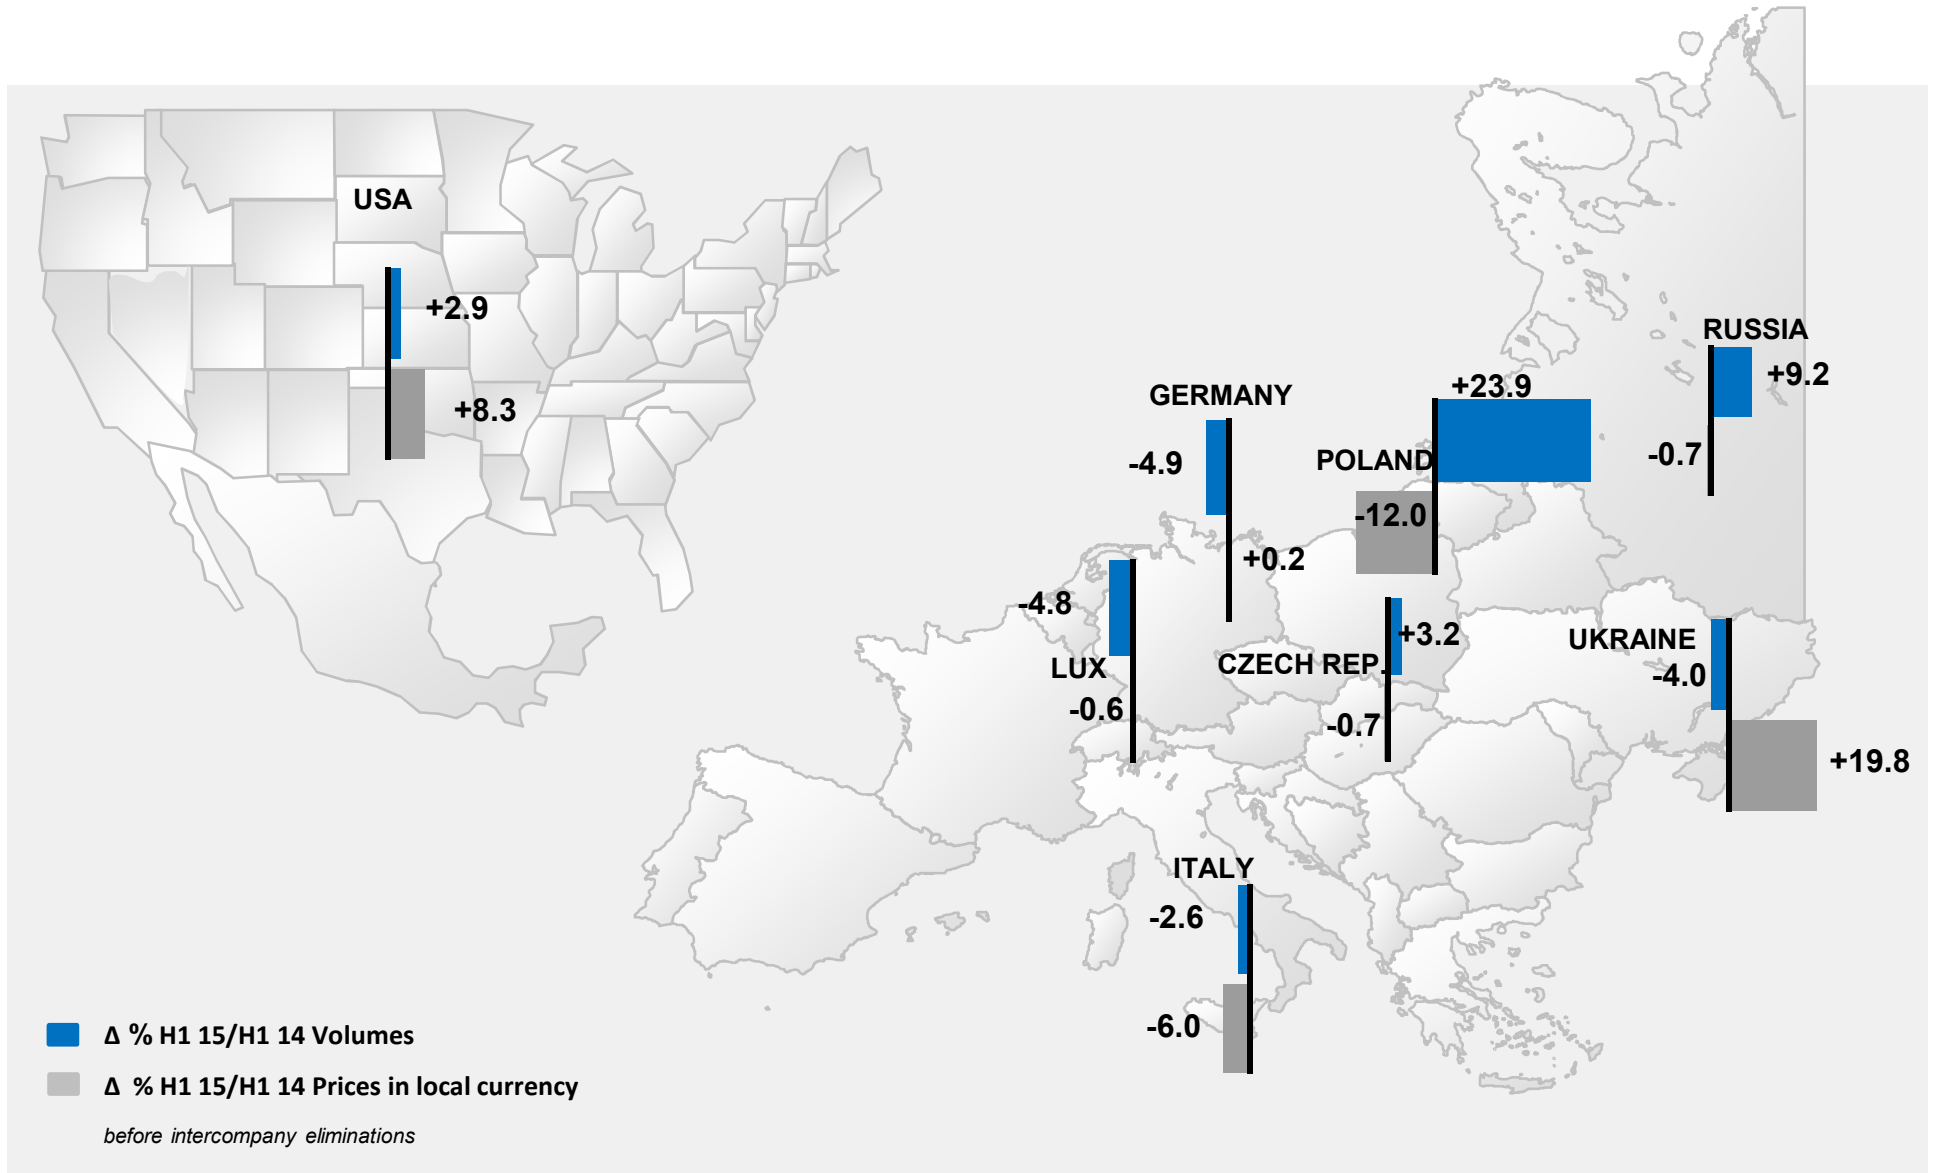 USA
+2.9
+8.3
RUSSIA
+9.2
-0.7
GERMANY
-4.9
+0.2
+23.9
POLAND
-12.0
-4.8
LUX
-0.6
+3.2
CZECH REP.
-0.7
UKRAINE
-4.0
+19.8
ITALY
-2.6
-6.0
Δ % H1 15/H1 14 Volumes
Δ % H1 15/H1 14 Prices in local currency
before intercompany eliminations